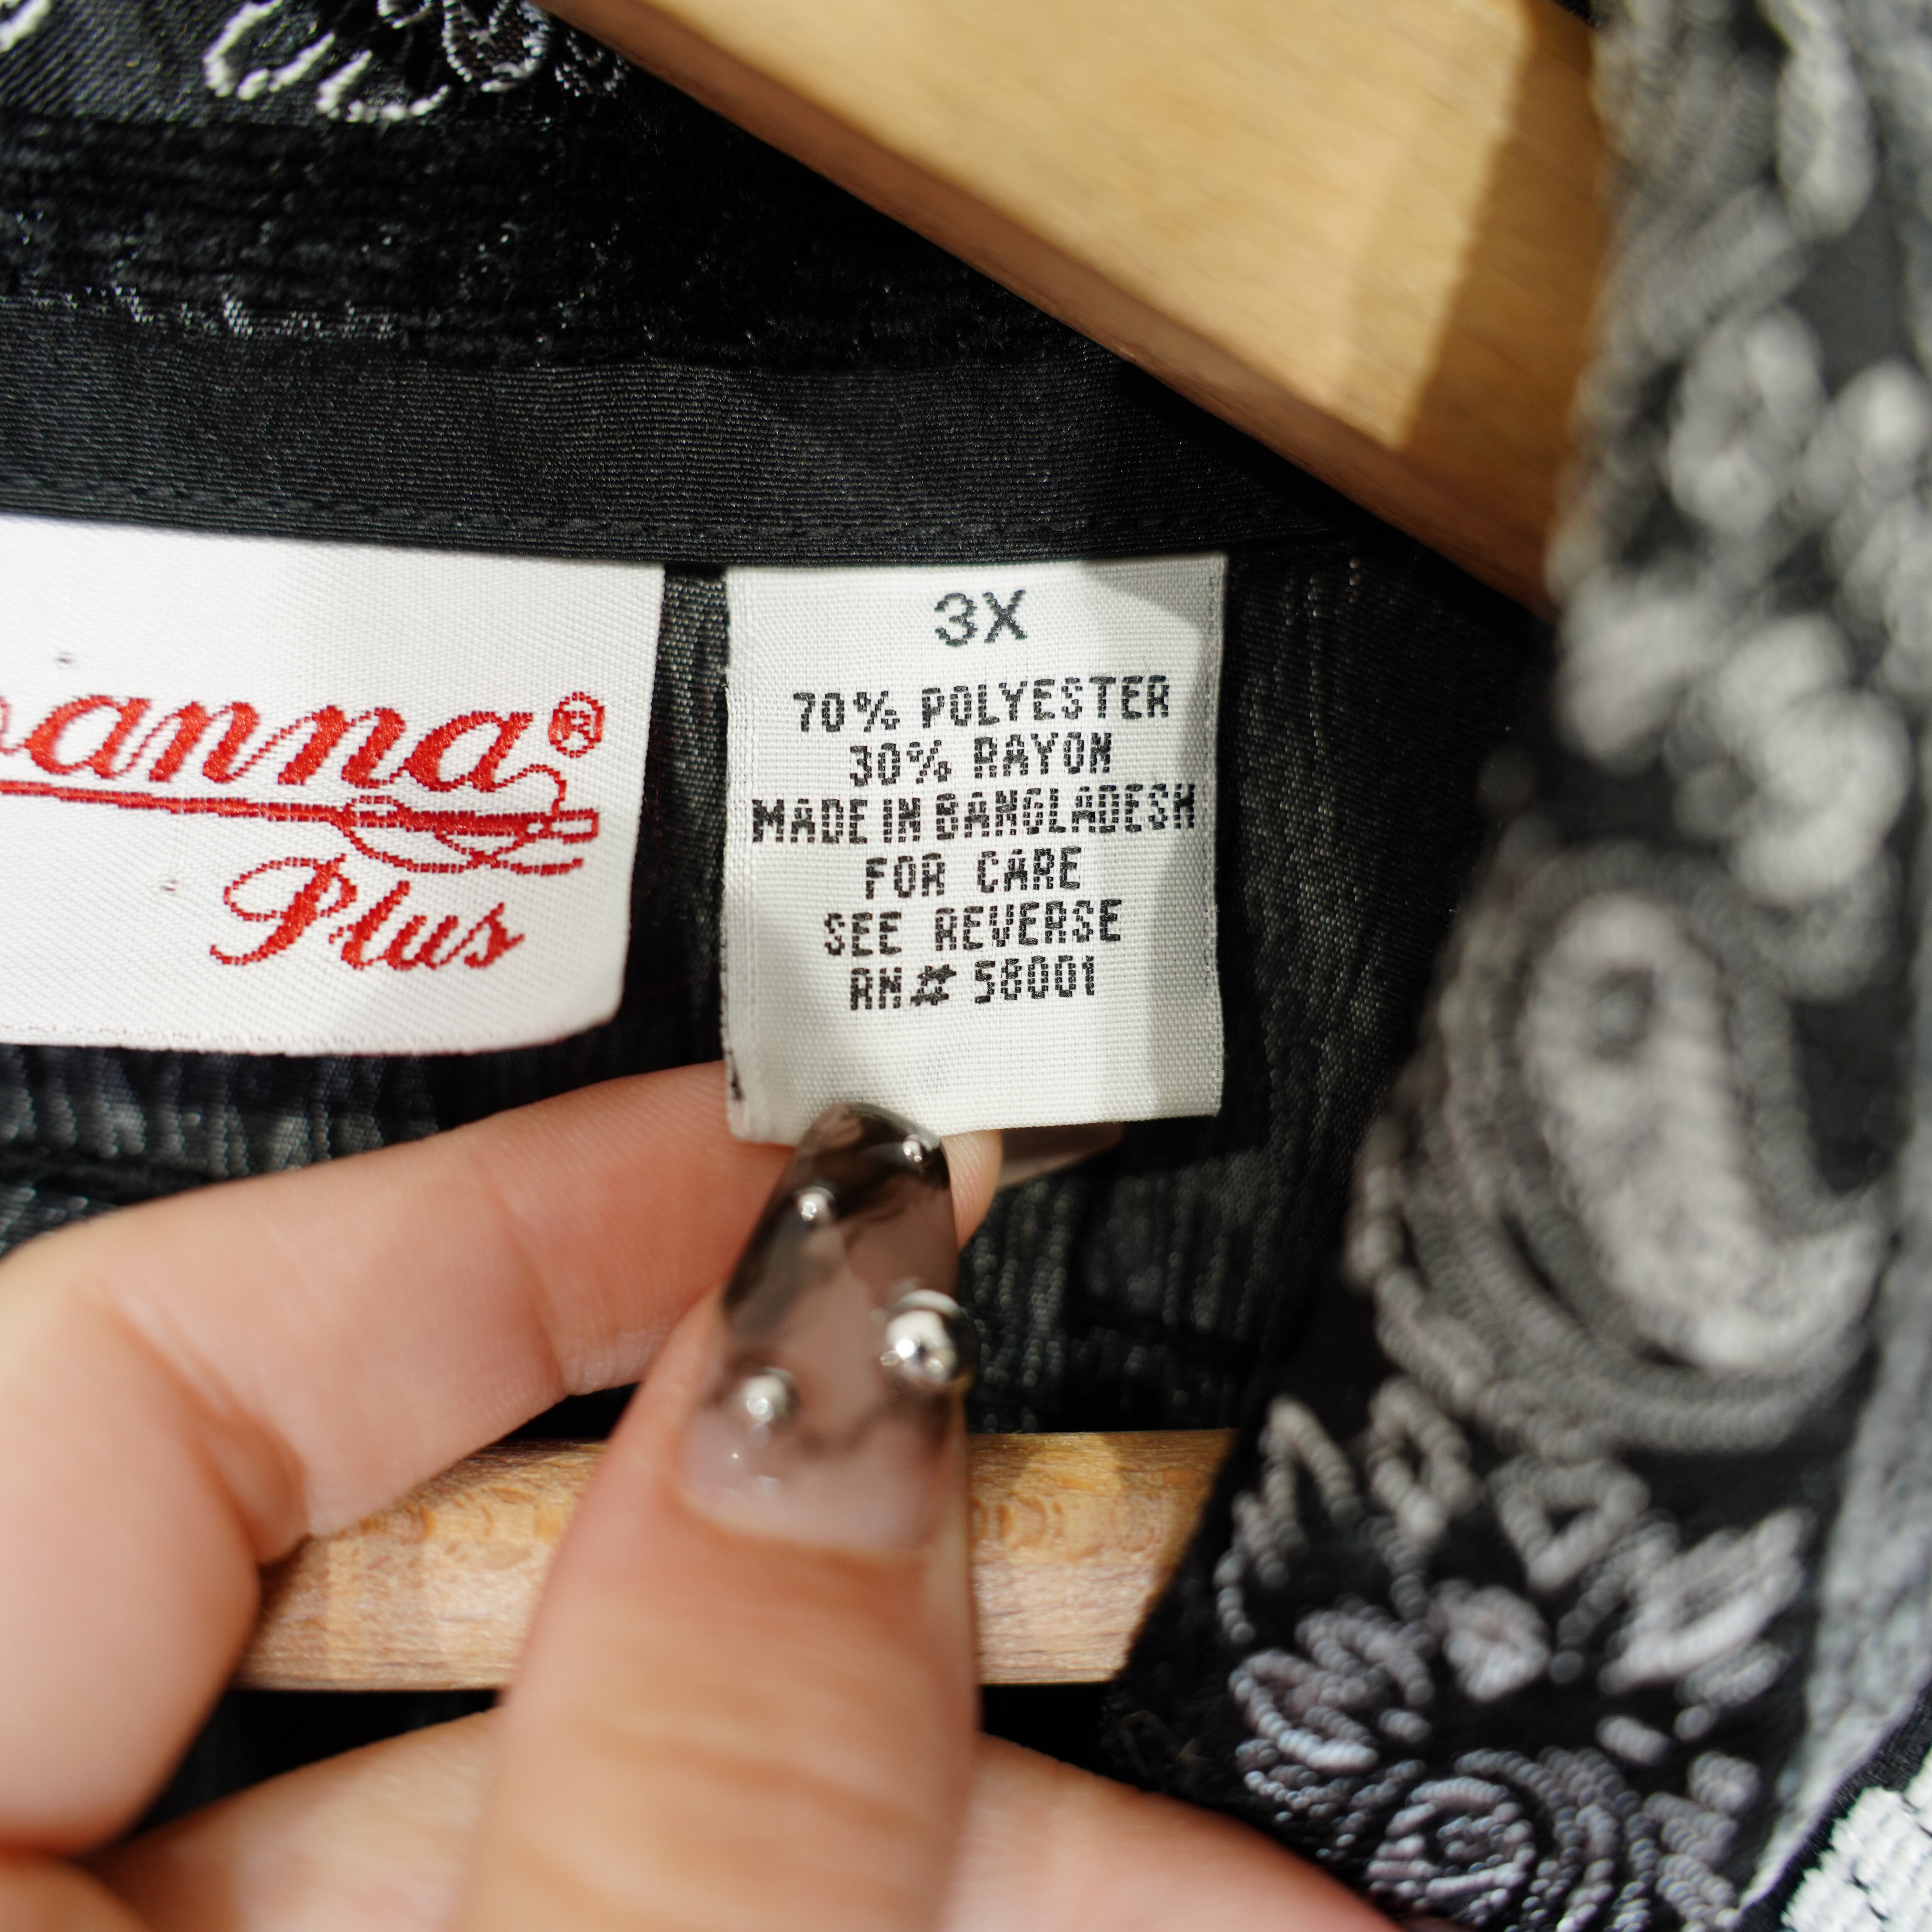 anna®
Plus
3X
70% POLYESTER
30% RAYON
MADE IN BANGLADESH
FOR CARE
SEE REVERSE
RN# 58001